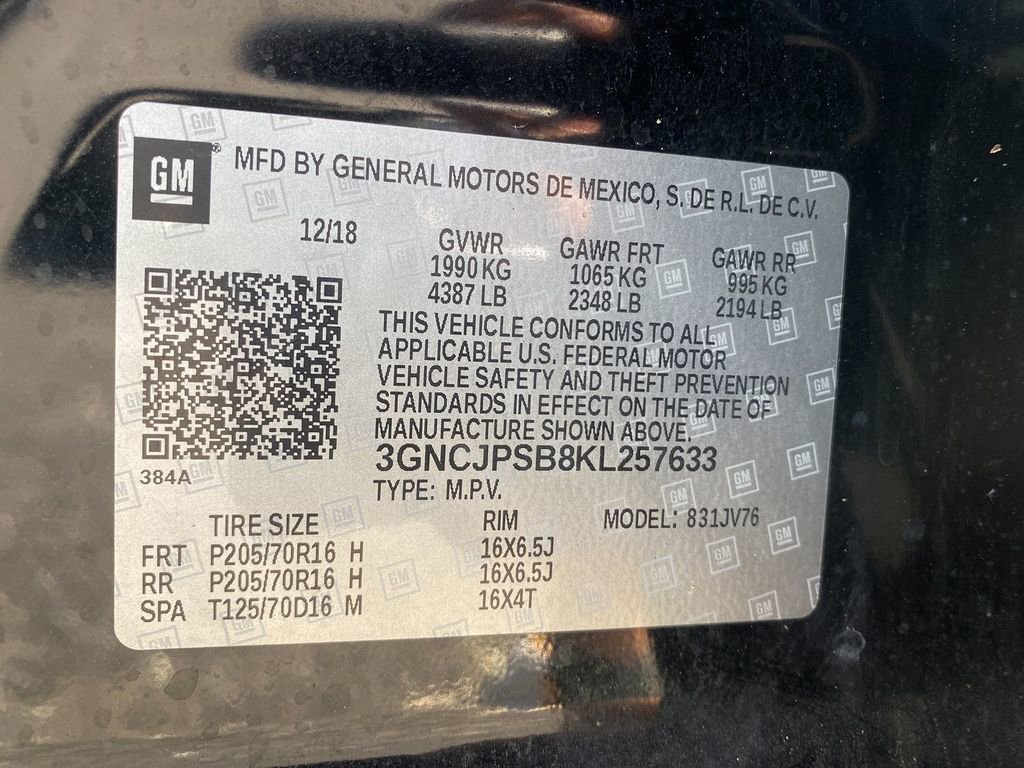 GM® MFD BY GENERAL MOTORS DE MEXICO, S. DE R.L. DE C.V.
12/18
GVWR GAWR FRT GAWR RR
1990 KG 1065 KG 995 KG
4387 LB 2348 LB 2194 LB
THIS VEHICLE CONFORMS TO ALL
APPLICABLE U.S. FEDERAL MOTOR
VEHICLE SAFETY AND THEFT PREVENTION
STANDARDS IN EFFECT ON THE DATE OF
MANUFACTURE SHOWN ABOVE.
3GNCJPSB8KL257633
384A
TYPE: M.P.V.
TIRE SIZE RIM MODEL: 831JV76
FRT P205/70R16 H 16X6.5J
RR P205/70R16 H 16X6.5J
SPA T125/70D16 M 16X4T